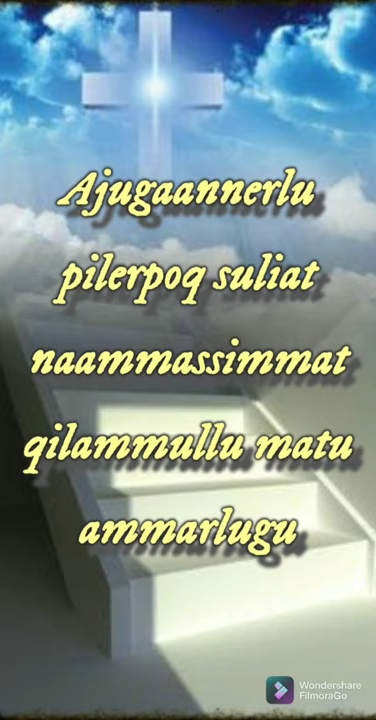 Ajugaannerlu
pilerpoq suliat
naammassimmat
qilammullu matu
ammarlugu
Wondershare
FilmoraGo